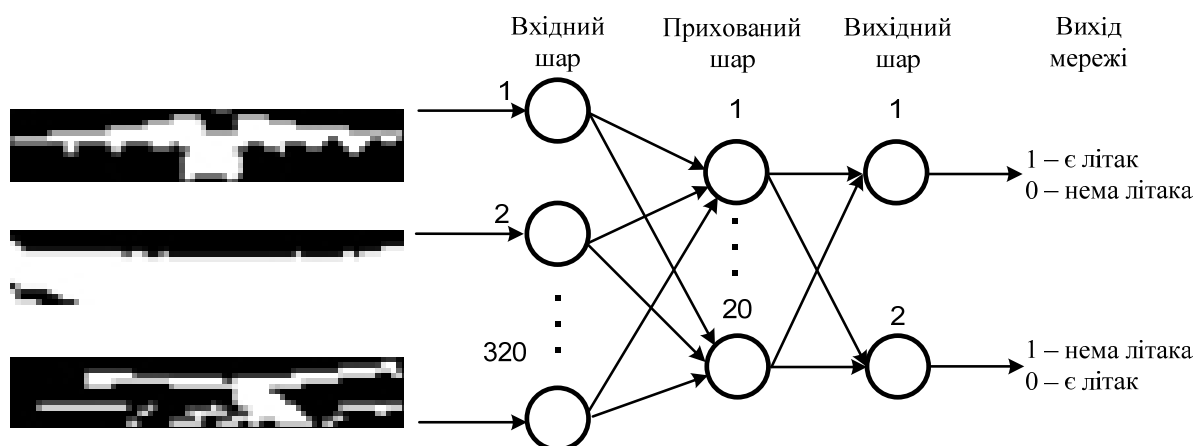 Вхідний
шар
Прихований
шар
Вихідний
шар
Вихід
мережі
1
1
1
1 – є літак
0 – нема літака
2
20
2
320
1 – нема літака
0 – є літак